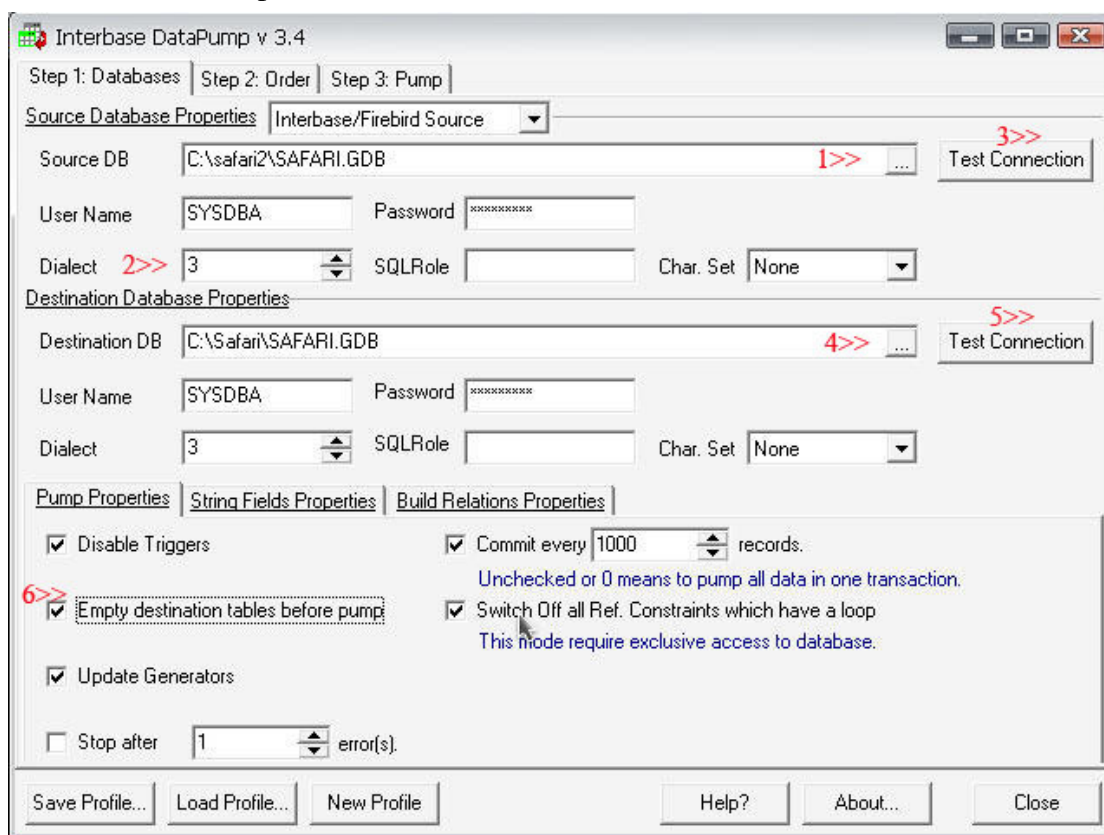 Interbase DataPump v 3.4
Step 1: Databases Step 2: Order Step 3: Pump
Source Database Properties Interbase/Firebird Source
3>>
Source DB C:\safari2\SAFARI.GDB 1>> ... Test Connection
User Name SYSDBA Password *********
Dialect 2>> 3 SQLRole Char. Set None
Destination Database Properties
5>>
Destination DB C:\Safari\SAFARI.GDB 4>> ... Test Connection
User Name SYSDBA Password *********
Dialect 3 SQLRole Char. Set None
Pump Properties String Fields Properties Build Relations Properties
Disable Triggers Commit every 1000 records.
Unchecked or 0 means to pump all data in one transaction.
6>>
Empty destination tables before pump Switch Off all Ref. Constraints which have a loop
This mode require exclusive access to database.
Update Generators
Stop after 1 error(s).
Save Profile... Load Profile... New Profile Help? About... Close